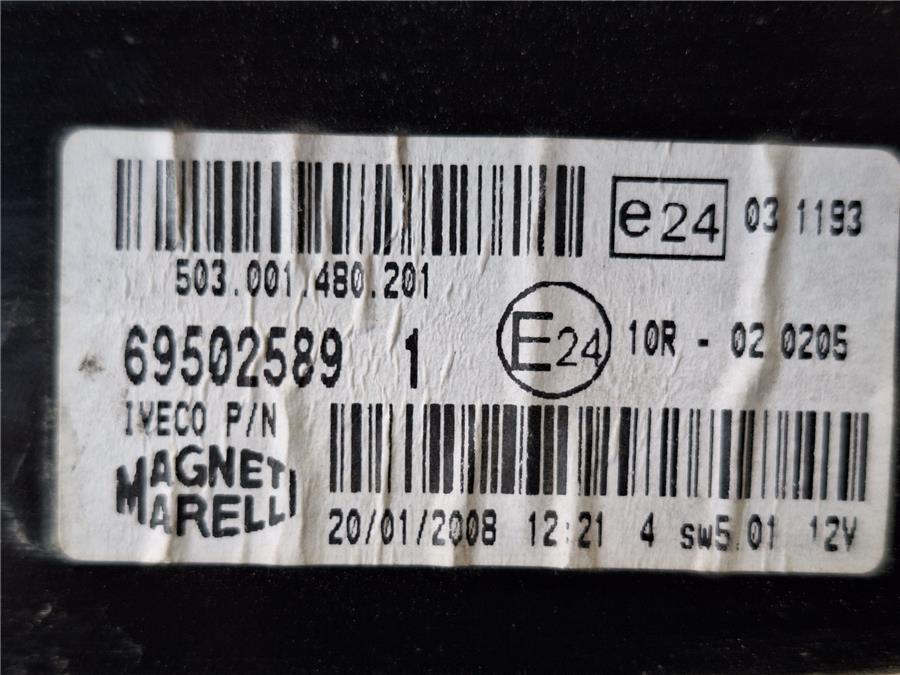 e24 03 1193
503.001.480.201
69502589 1
E24 10R - 02 0205
IVECO P/N
MAGNETI
MARELLI
20/01/2008 12:21 4 sw5.01 12V